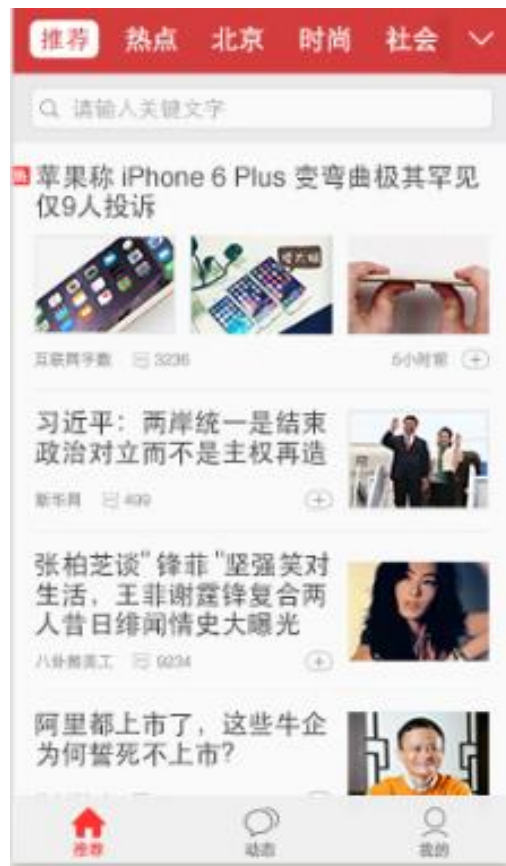 推荐 热点 北京 时尚 社会
请输入关键文字
热
苹果称 iPhone 6 Plus 变弯曲极其罕见
仅9人投诉
互联网字数 3236 5小时前
习近平：两岸统一是结束
政治对立而不是主权再造
新华网 499
张柏芝谈"锋菲"坚强笑对
生活，王菲谢霆锋复合两
人昔日绯闻情史大曝光
9234
阿里都上市了，这些牛企
为何誓死不上市？
推荐 动态 我的